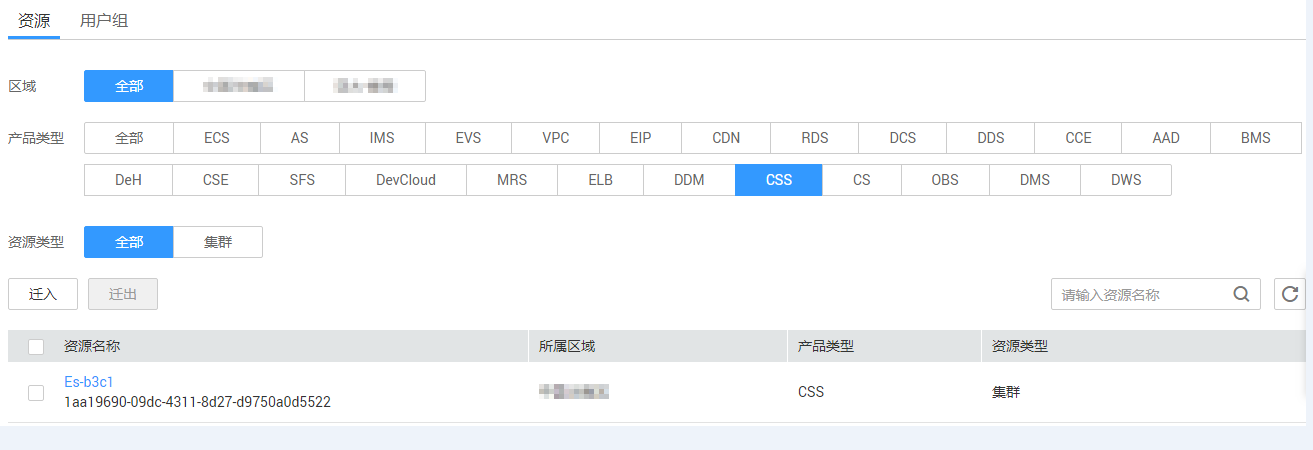 资源 用户组
区域 全部
产品类型 全部 ECS AS IMS EVS VPC EIP CDN RDS DCS DDS CCE AAD BMS
DeH CSE SFS DevCloud MRS ELB DDM CSS CS OBS DMS DWS
资源类型 全部 集群
迁入 迁出 请输入资源名称
资源名称 所属区域 产品类型 资源类型
Es-b3c1
1aa19690-09dc-4311-8d27-d9750a0d5522 CSS 集群